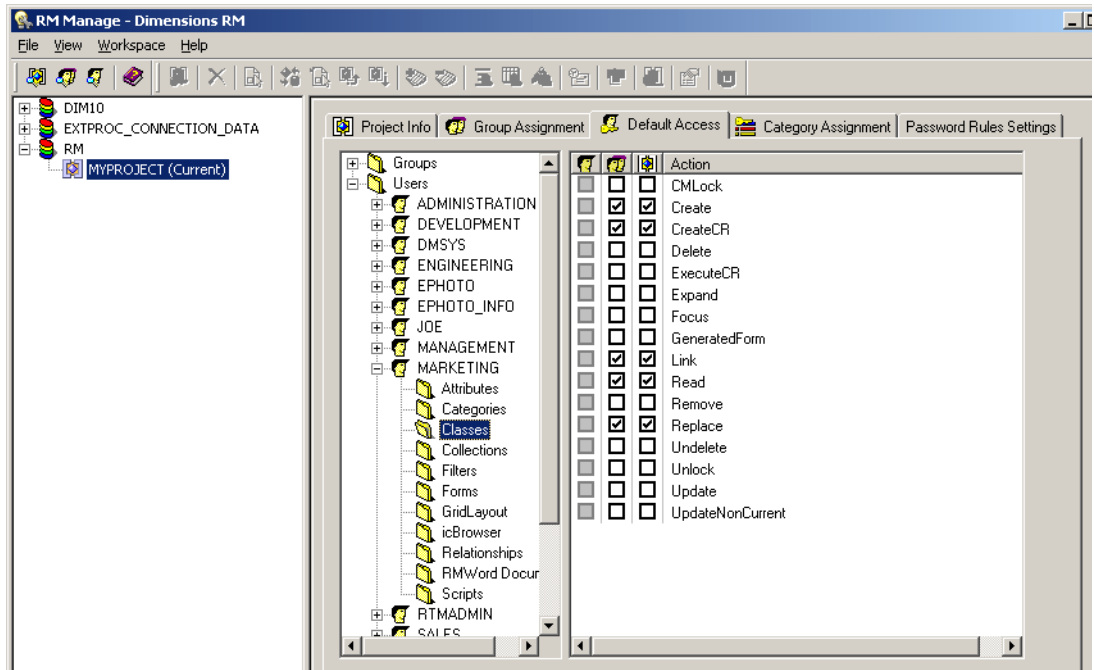 RM Manage - Dimensions RM
File View Workspace Help
DIM10
EXTPROC_CONNECTION_DATA
RM
MYPROJECT (Current)
Project Info Group Assignment Default Access Category Assignment Password Rules Settings
Groups
Users
ADMINISTRATION
DEVELOPMENT
DMSYS
ENGINEERING
EPHOTO
EPHOTO_INFO
JOE
MANAGEMENT
MARKETING
Attributes
Categories
Classes
Collections
Filters
Forms
GridLayout
icBrowser
Relationships
RMWord Docur
Scripts
RTMADMIN
SALES
Action
CMLock
Create
CreateCR
Delete
ExecuteCR
Expand
Focus
GeneratedForm
Link
Read
Remove
Replace
Undelete
Unlock
Update
UpdateNonCurrent